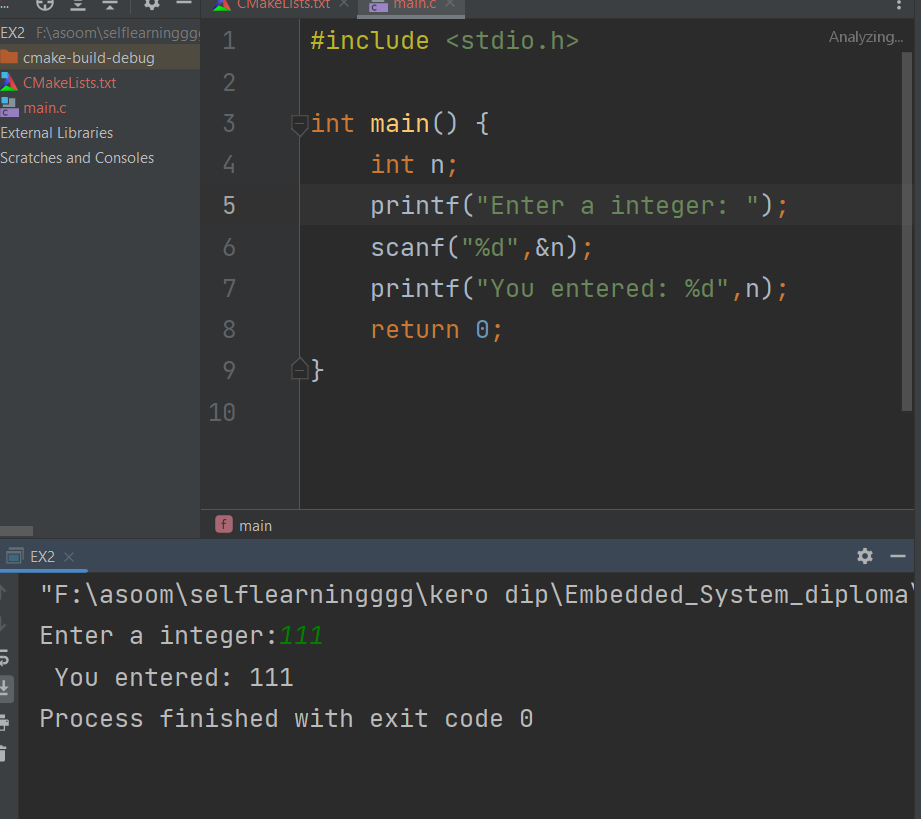 ... CMakeLists.txt main.c
EX2 F:\asoom\selflearninggg
cmake-build-debug
CMakeLists.txt
main.c
External Libraries
Scratches and Consoles
Analyzing...
1 #include <stdio.h>
2
3 int main() {
4 int n;
5 printf("Enter a integer: ");
6 scanf("%d",&n);
7 printf("You entered: %d",n);
8 return 0;
9 }
10
f main
EX2
"F:\asoom\selflearningggg\kero dip\Embedded_System_diploma\
Enter a integer:111
You entered: 111
Process finished with exit code 0